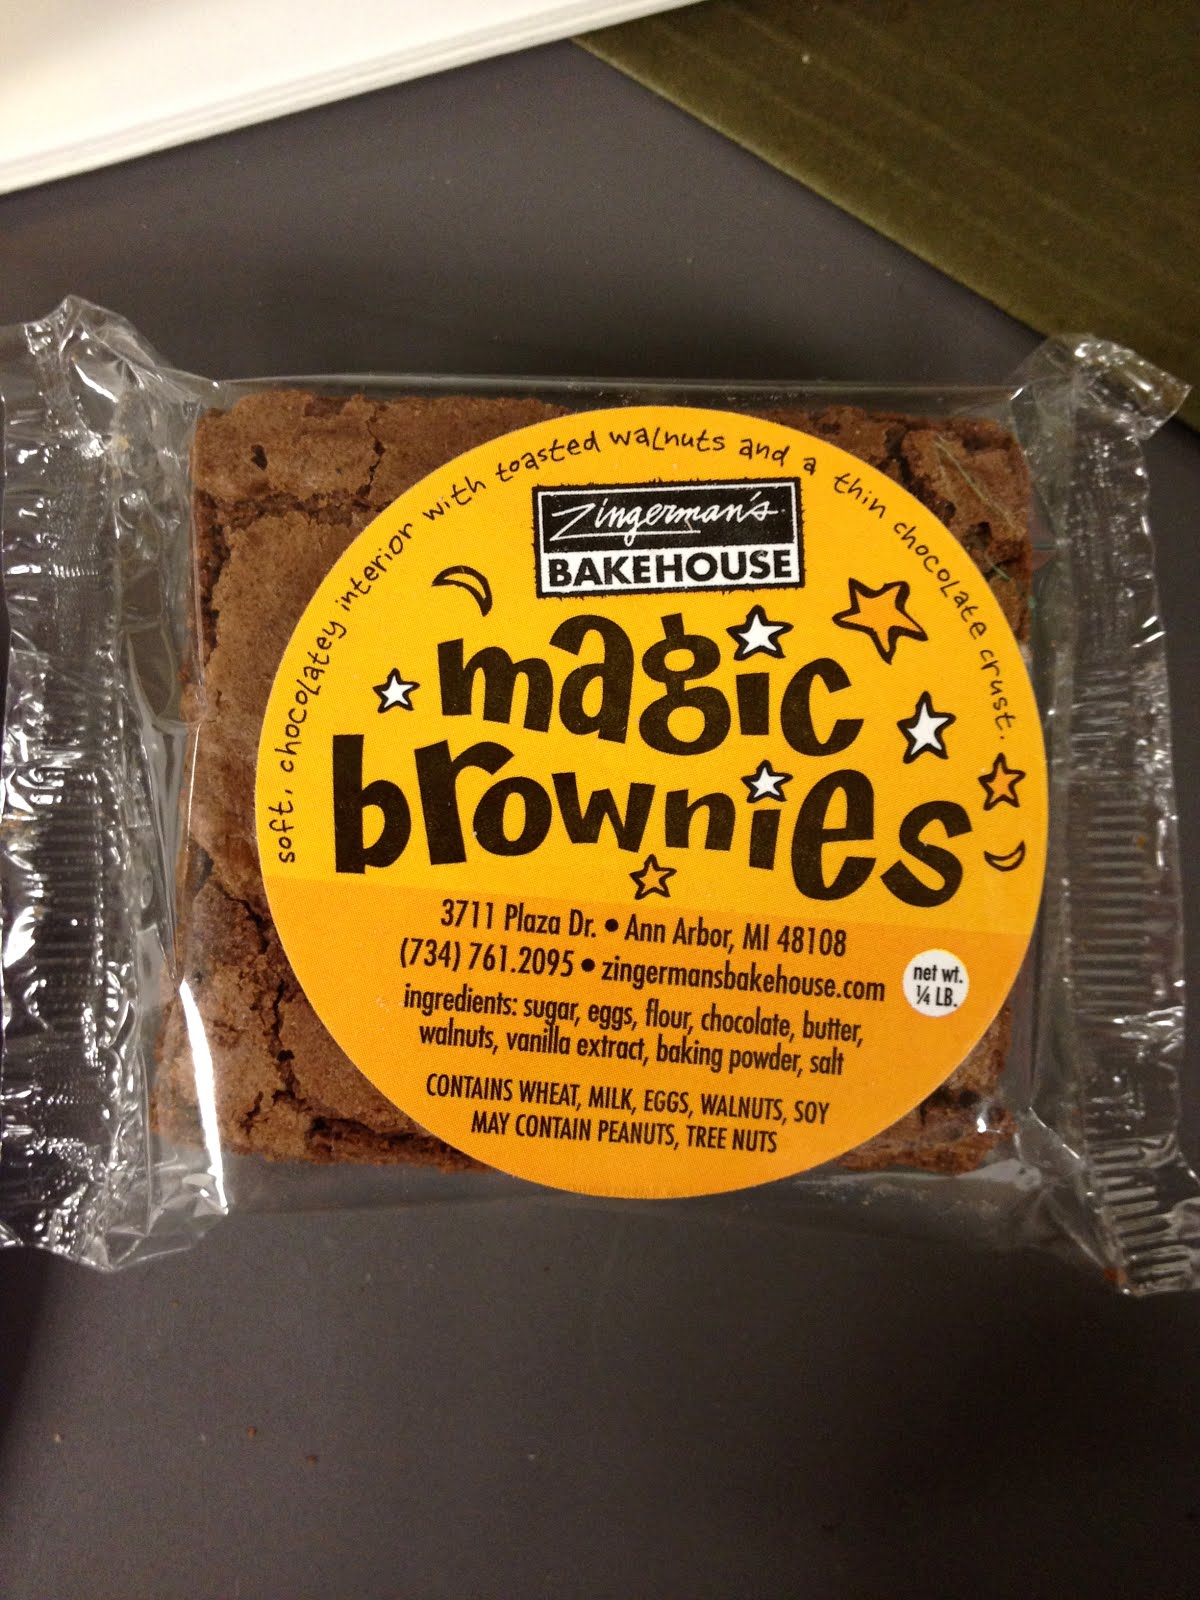 soft, chocolatey interior with toasted walnuts and a thin chocolate crust.
Zingerman's
BAKEHOUSE
magic
brownies
3711 Plaza Dr. • Ann Arbor, MI 48108
(734) 761.2095 • zingermansbakehouse.com
net wt.
¼ LB.
ingredients: sugar, eggs, flour, chocolate, butter,
walnuts, vanilla extract, baking powder, salt
CONTAINS WHEAT, MILK, EGGS, WALNUTS, SOY
MAY CONTAIN PEANUTS, TREE NUTS